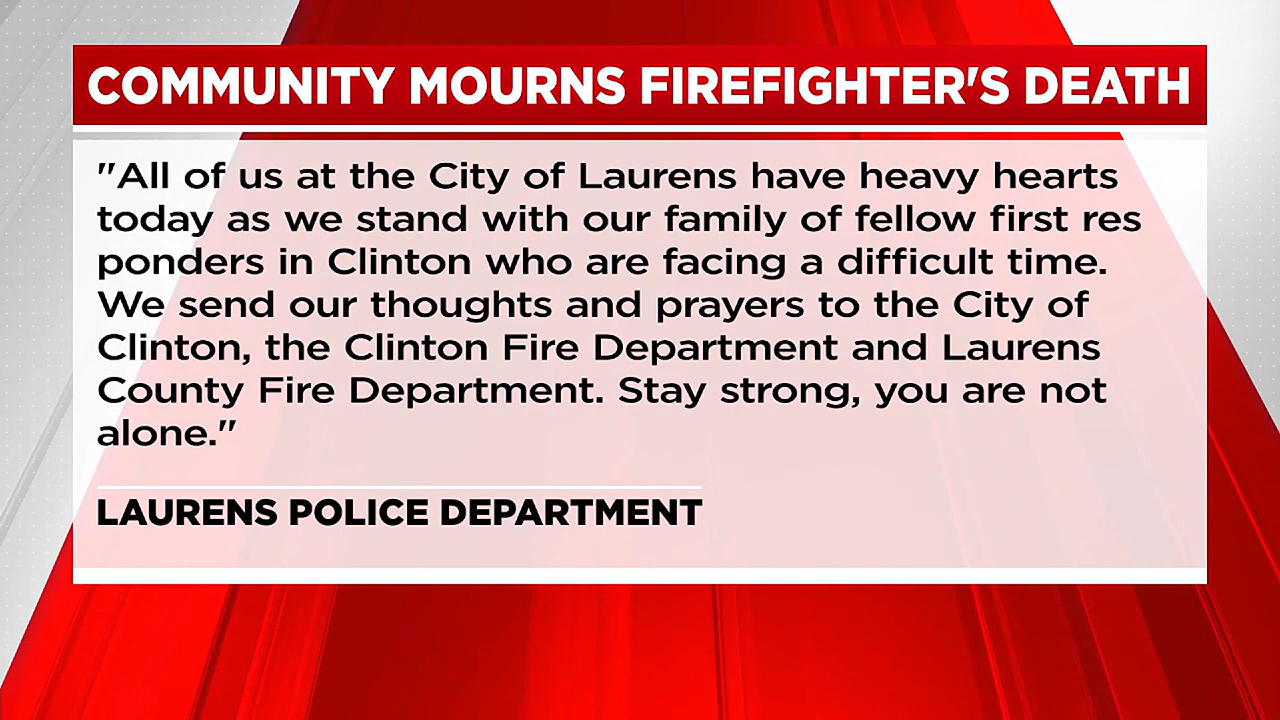 COMMUNITY MOURNS FIREFIGHTER'S DEATH
"All of us at the City of Laurens have heavy hearts
today as we stand with our family of fellow first res
ponders in Clinton who are facing a difficult time.
We send our thoughts and prayers to the City of
Clinton, the Clinton Fire Department and Laurens
County Fire Department. Stay strong, you are not
alone."
LAURENS POLICE DEPARTMENT